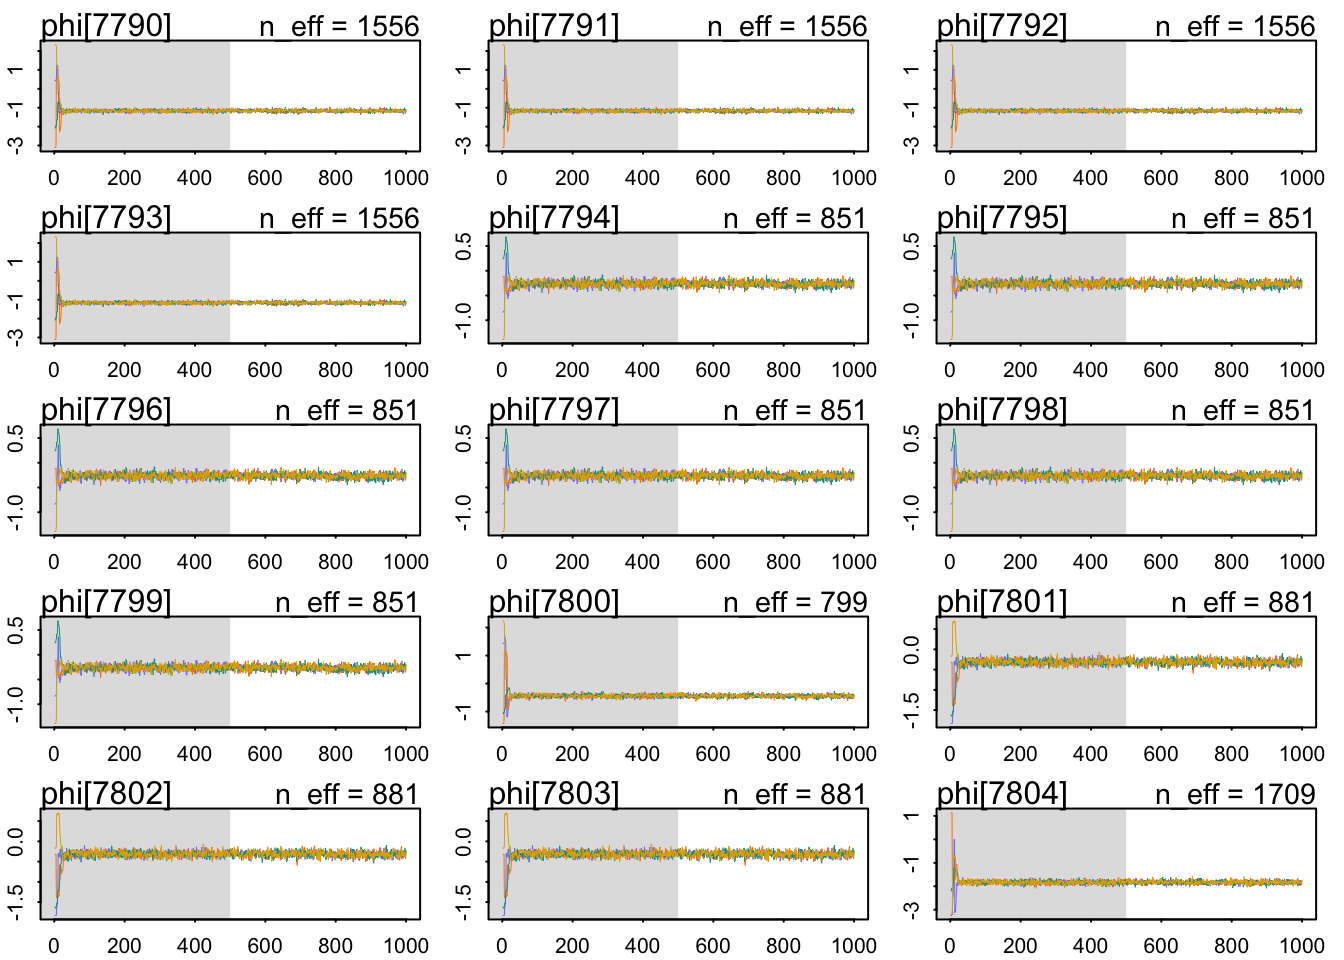 phi[7790] n_eff = 1556 phi[7791] n_eff = 1556 phi[7792] n_eff = 1556
1 -1 -3 1 -1 -3 1 -1 -3
0 200 400 600 800 1000 0 200 400 600 800 1000 0 200 400 600 800 1000
phi[7793] n_eff = 1556 phi[7794] n_eff = 851 phi[7795] n_eff = 851
1 -1 -3 0.5 -1.0 0.5 -1.0
0 200 400 600 800 1000 0 200 400 600 800 1000 0 200 400 600 800 1000
phi[7796] n_eff = 851 phi[7797] n_eff = 851 phi[7798] n_eff = 851
0.5 -1.0 0.5 -1.0 0.5 -1.0
0 200 400 600 800 1000 0 200 400 600 800 1000 0 200 400 600 800 1000
phi[7799] n_eff = 851 phi[7800] n_eff = 799 phi[7801] n_eff = 881
0.5 -1.0 1 -1 0.0 -1.5
0 200 400 600 800 1000 0 200 400 600 800 1000 0 200 400 600 800 1000
phi[7802] n_eff = 881 phi[7803] n_eff = 881 phi[7804] n_eff = 1709
0.0 -1.5 0.0 -1.5 1 -1 -3
0 200 400 600 800 1000 0 200 400 600 800 1000 0 200 400 600 800 1000